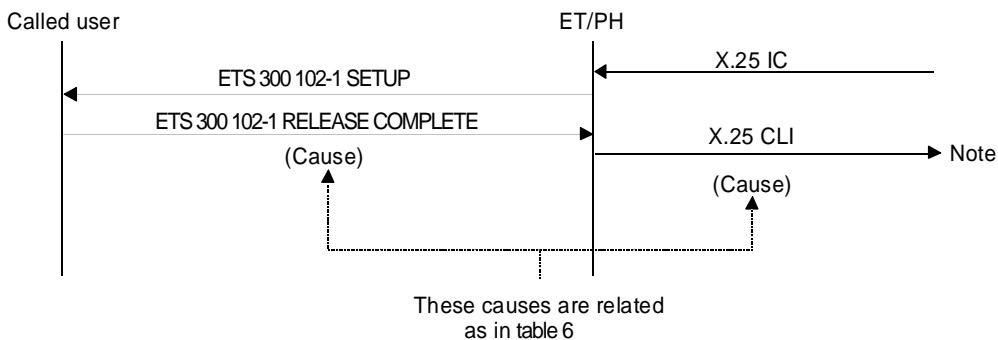 Called user
ET/PH
X.25 IC
ETS 300 102-1 SETUP
ETS 300 102-1 RELEASE COMPLETE
X.25 CLI
Note
(Cause)
(Cause)
These causes are related
as in table 6